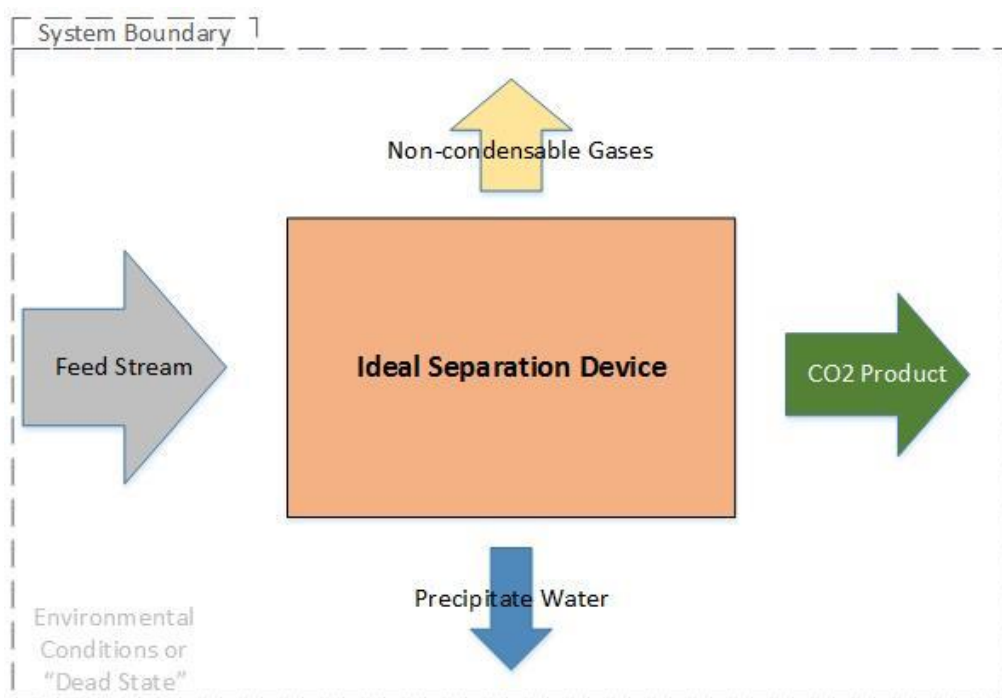 System Boundary
Non-condensable Gases
Feed Stream
Ideal Separation Device
CO2 Product
Precipitate Water
Environmental
Conditions or
“Dead State”